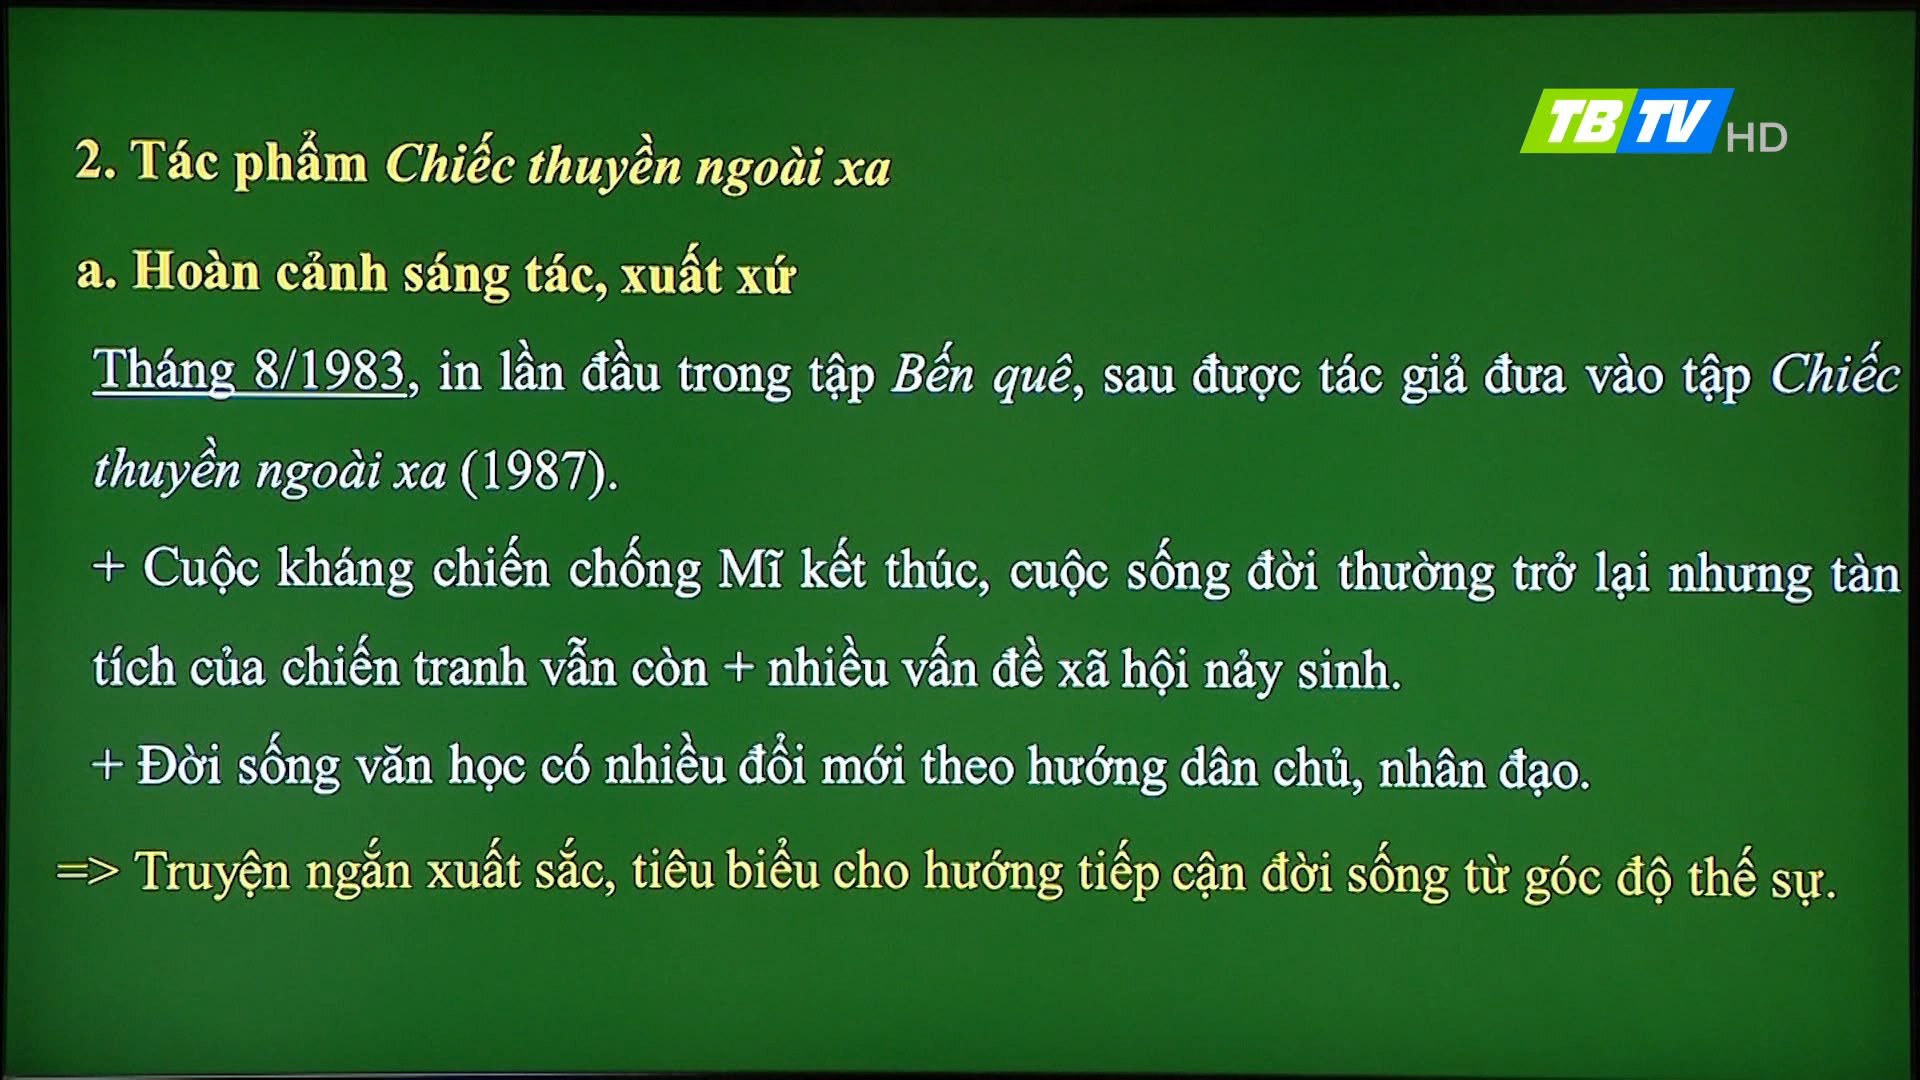 TBTV HD
2. Tác phẩm Chiếc thuyền ngoài xa
a. Hoàn cảnh sáng tác, xuất xứ
Tháng 8/1983, in lần đầu trong tập Bến quê, sau được tác giả đưa vào tập Chiếc
thuyền ngoài xa (1987).
+ Cuộc kháng chiến chống Mĩ kết thúc, cuộc sống đời thường trở lại nhưng tàn
tích của chiến tranh vẫn còn + nhiều vấn đề xã hội nảy sinh.
+ Đời sống văn học có nhiều đổi mới theo hướng dân chủ, nhân đạo.
=> Truyện ngắn xuất sắc, tiêu biểu cho hướng tiếp cận đời sống từ góc độ thế sự.